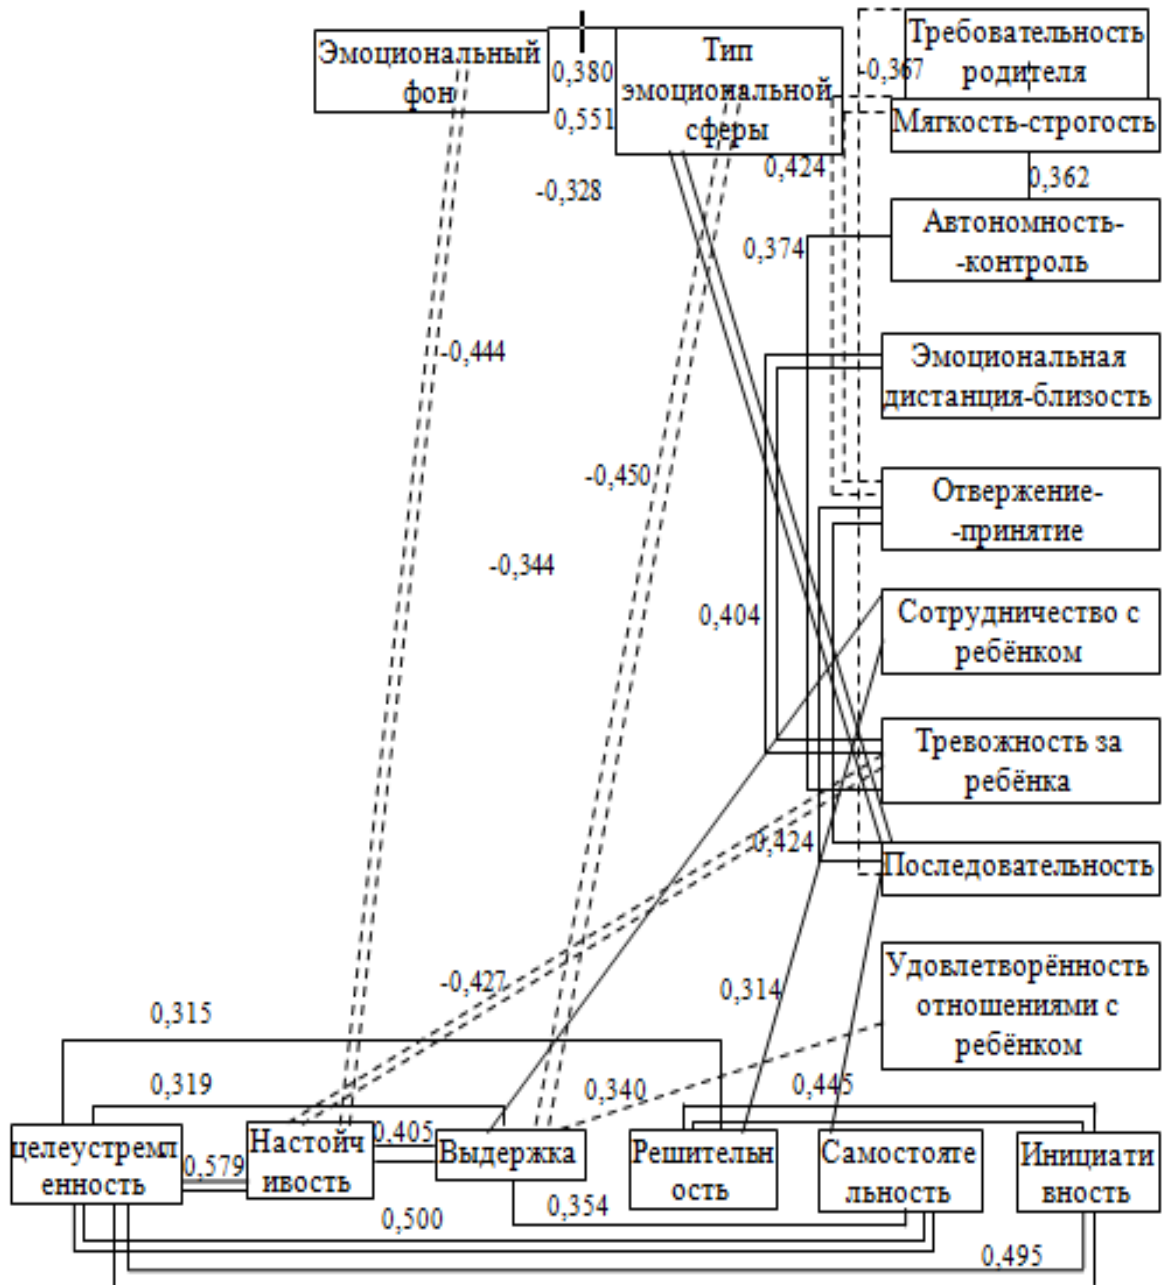 Эмоциональный
фон
0,380
0,551
-0,328
Тип
эмоциональной
сферы
Требовательность
родителя
-0,367
Мягкость-строгость
0,424
0,362
Автономность-
-контроль
0,374
-0,444
Эмоциональная
дистанция-близость
-0,450
Отвержение-
-принятие
-0,344
0,404
Сотрудничество с
ребёнком
Тревожность за
ребёнка
0,424
Последовательность
-0,427
0,314
Удовлетворённость
отношениями с
ребёнком
0,315
0,319
0,340
0,445
целеустремл
енность
0,579
Настойч
ивость
0,405
Выдержка
Решительн
ость
Самостояте
льность
Инициати
вность
0,500
0,354
0,495